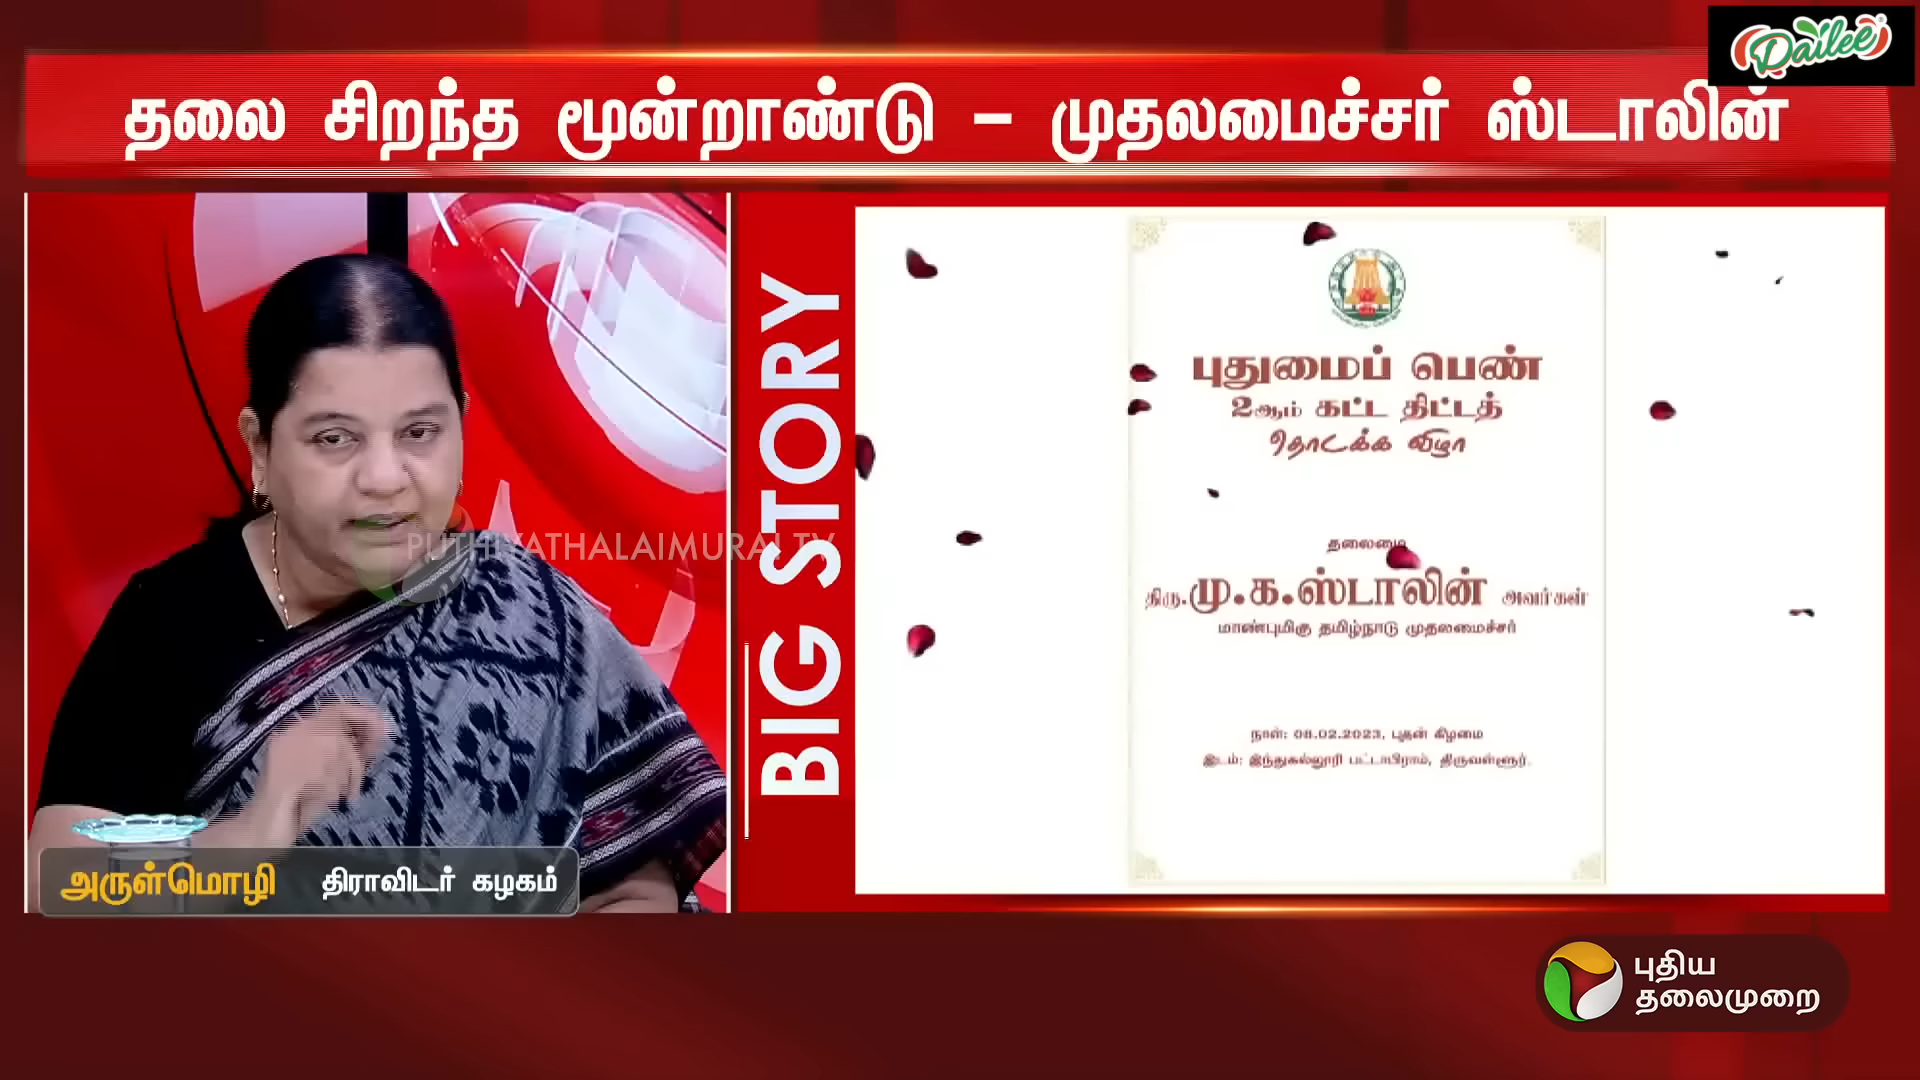 Dailee
தலை சிறந்த மூன்றாண்டு – முதலமைச்சர் ஸ்டாலின்
BIG STORY
புதுமைப் பெண்
2ஆம் கட்ட திட்டத்
தொடக்க விழா
தலைமை
திரு.மு.க.ஸ்டாலின் அவர்கள்
மாண்புமிகு தமிழ்நாடு முதலமைச்சர்
நாள்: 08.02.2023, புதன் கிழமை
இடம்: இந்துகல்லூரி பட்டாபிராம், திருவள்ளூர்.
PUTHIYATHALAIMURAI TV
அருள்மொழி திராவிடர் கழகம்
புதிய
தலைமுறை